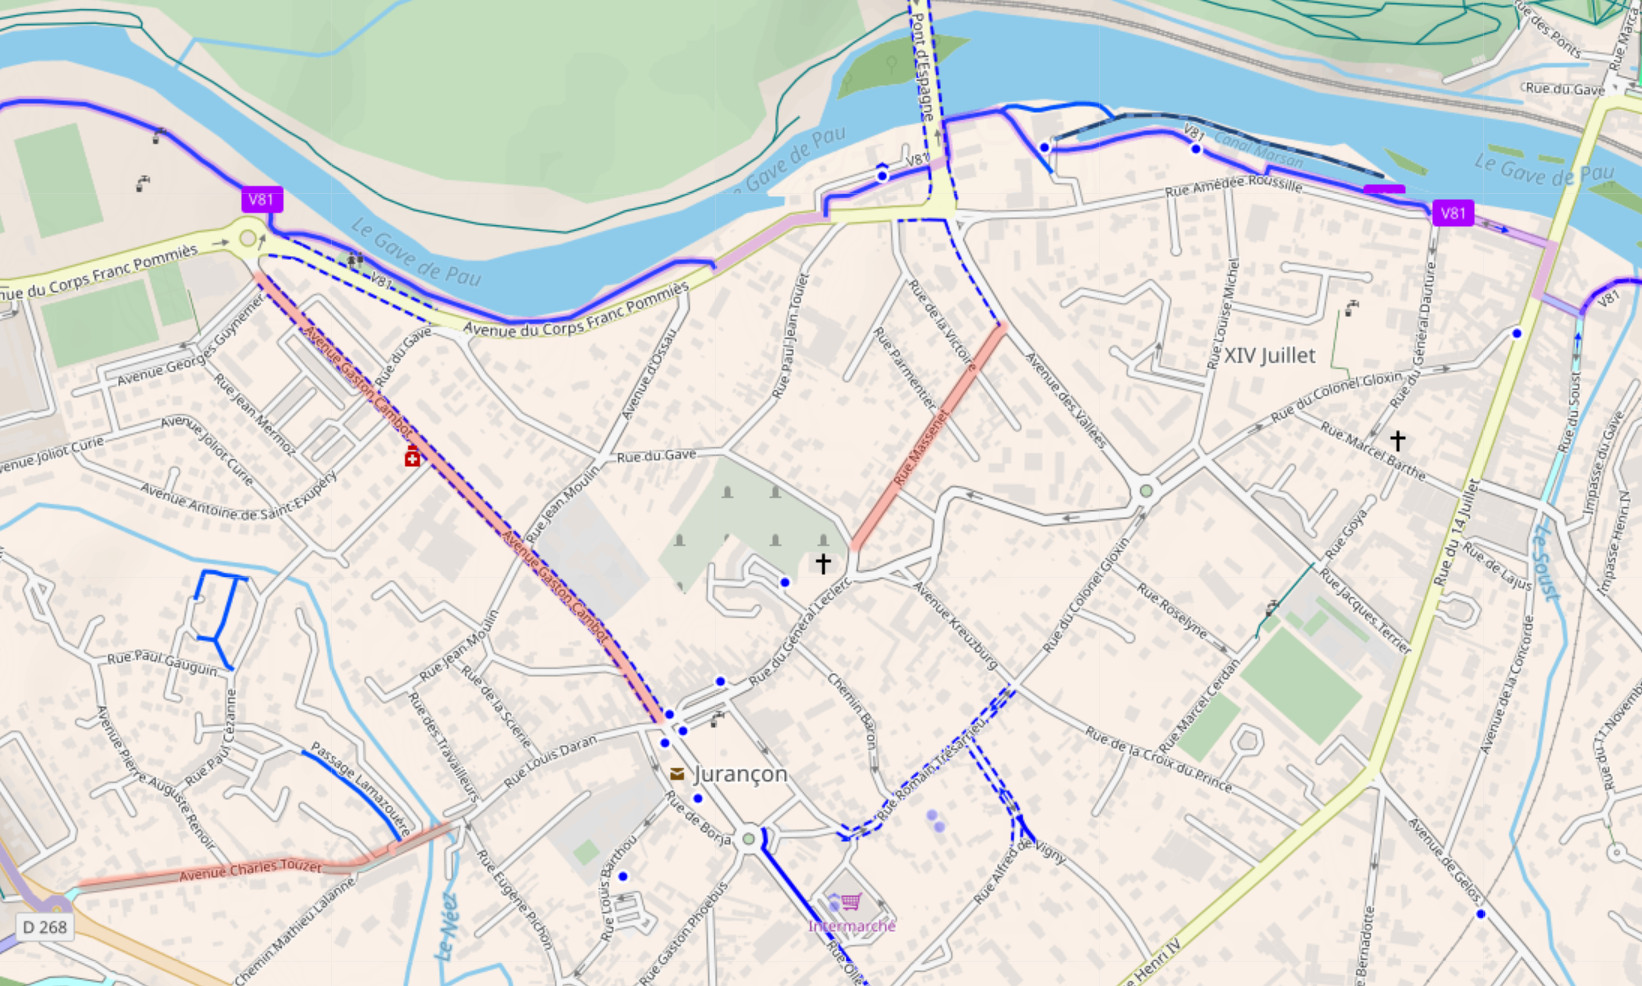 Pont d'Espagne
Rue des Ponts
Rue Marca
Rue du Gave
V81
Le Gave de Pau
Le Gave de Pau
V81
V81
Canal Marsan
Le Gave de Pau
Rue Amédée Roussille
V81
V81
V81
nue du Corps Franc Pommiès
Avenue du Corps Franc Pommiès
Avenue Georges Guynemer
Avenue Gaston Cambot
Rue du Gave
Rue Jean Mermoz
Avenue d'Ossau
Rue Paul Jean Toulet
Rue de la Victoire
Rue Parmentier
Rue Massenet
Avenue des Vallées
Rue Louise Michel
XIV Juillet
Rue du Général Dauture
Rue du Colonel Gloxin
Rue Marcel Barthe
Rue du Soust
Impasse du Gave
Impasse Henri IV
venue Joliot Curie
Avenue Joliot Curie
Avenue Antoine de Saint-Exupéry
Rue du Gave
Rue Jean Moulin
Avenue Gaston Cambot
Rue du 14 Juillet
Le Soust
Rue Goya
Rue de Lajus
Rue Jacques Terrier
Rue Roselyne
Rue du Colonel Gloxin
Avenue Kreuzburg
Rue du Général Leclerc
Rue Jean Moulin
Rue Paul Gauguin
Rue Paul Cézanne
Avenue Pierre Auguste Renoir
Passage Lamazouère
Rue des Travailleurs
Rue de la Scierie
Rue Louis Daran
Chemin Baron
Rue Romain Trésarrieu
Rue de la Croix du Prince
Rue Marcel Cerdan
Avenue de la Concorde
Rue du 11 Novemb
Jurançon
Rue de Borja
Avenue Charles Touzet
D 268
Le Néez
Chemin Mathieu Lalanne
Rue Eugène Pichon
Rue Louis Barthou
Rue Gaston Phoebus
Intermarché
Rue Olli
Rue Alfred de Vigny
Avenue de Gelos
e Henri IV
Bernadotte